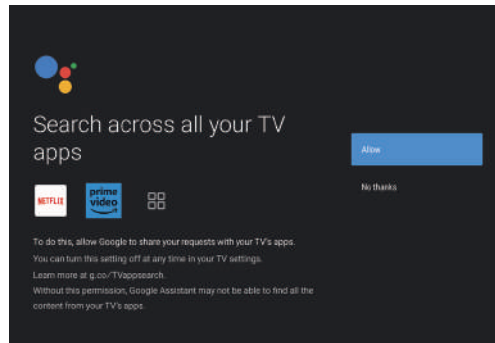 Search across all your TV
apps
NETFLIX
prime
video
To do this, allow Google to share your requests with your TV's apps.
You can turn this setting off at any time in your TV settings.
Learn more at g.co/TVappsearch.
Without this permission, Google Assistant may not be able to find all the
content from your TV's apps.
Allow
No thanks